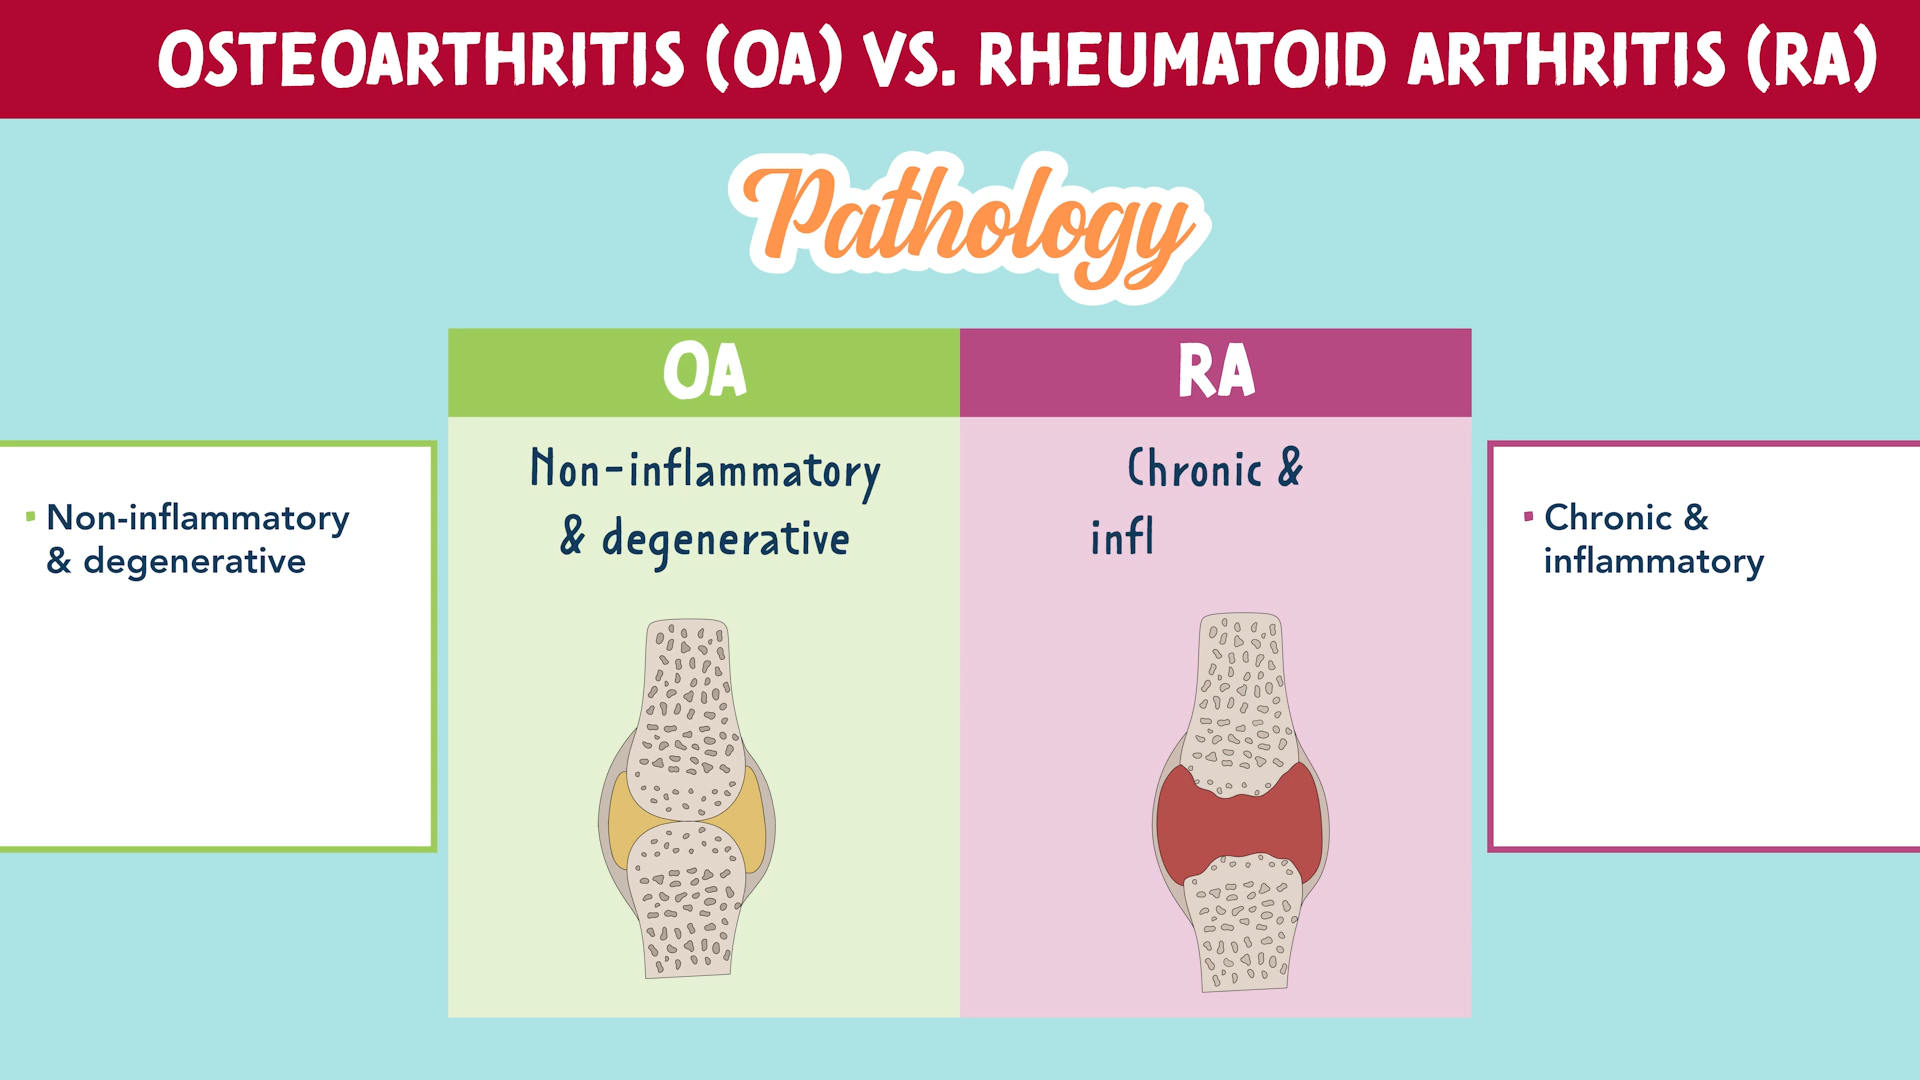 OSTEOARTHRITIS (OA) VS. RHEUMATOID ARTHRITIS (RA)
Pathology
OA
RA
Non-inflammatory
& degenerative
Chronic &
infl
▪ Non-inflammatory
& degenerative
▪ Chronic &
inflammatory